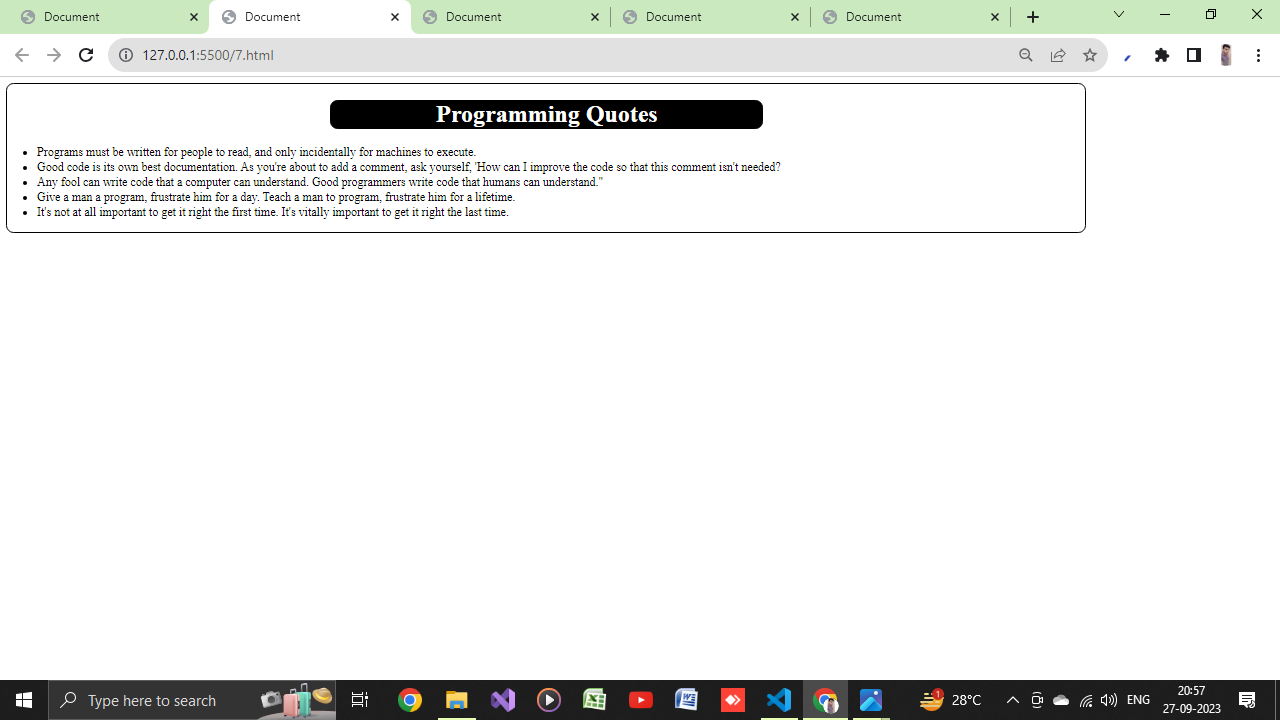 Document
Document
Document
Document
Document
127.0.0.1:5500/7.html
Programming Quotes
Programs must be written for people to read, and only incidentally for machines to execute.
Good code is its own best documentation. As you're about to add a comment, ask yourself, 'How can I improve the code so that this comment isn't needed?
Any fool can write code that a computer can understand. Good programmers write code that humans can understand."
Give a man a program, frustrate him for a day. Teach a man to program, frustrate him for a lifetime.
It's not at all important to get it right the first time. It's vitally important to get it right the last time.
Type here to search
1
28°C
ENG
20:57
27-09-2023